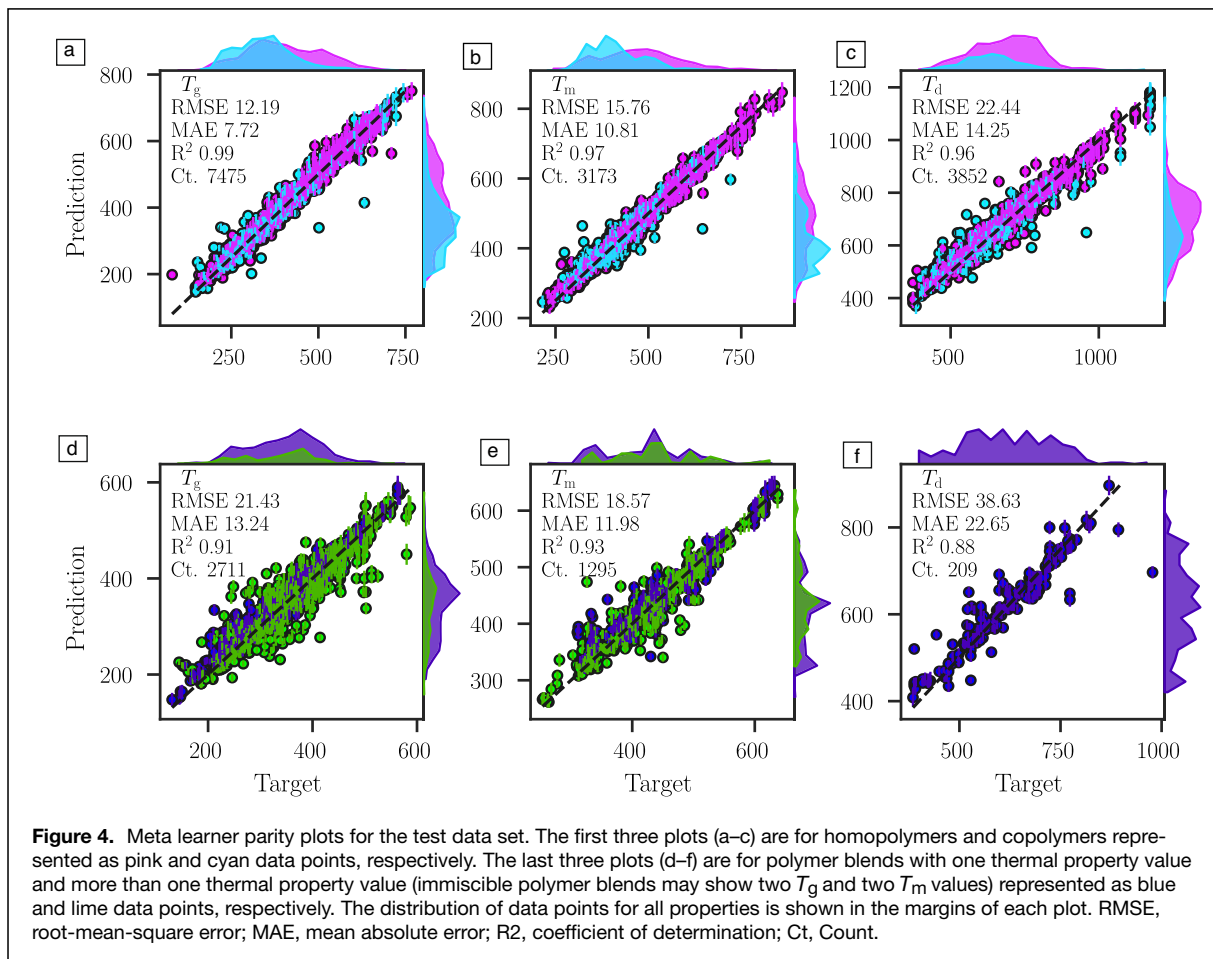 a
b
c
800
600
400
200
Prediction
T_g
RMSE 12.19
MAE 7.72
R² 0.99
Ct. 7475
250
500
750
800
600
400
200
T_m
RMSE 15.76
MAE 10.81
R² 0.97
Ct. 3173
250
500
750
1200
1000
800
600
400
T_d
RMSE 22.44
MAE 14.25
R² 0.96
Ct. 3852
500
1000
d
e
f
600
400
200
Prediction
T_g
RMSE 21.43
MAE 13.24
R² 0.91
Ct. 2711
200
400
600
Target
600
500
400
300
T_m
RMSE 18.57
MAE 11.98
R² 0.93
Ct. 1295
400
600
Target
800
600
400
T_d
RMSE 38.63
MAE 22.65
R² 0.88
Ct. 209
500
750
1000
Target
Figure 4. Meta learner parity plots for the test data set. The first three plots (a–c) are for homopolymers and copolymers repre-
sented as pink and cyan data points, respectively. The last three plots (d–f) are for polymer blends with one thermal property value
and more than one thermal property value (immiscible polymer blends may show two T_g and two T_m values) represented as blue
and lime data points, respectively. The distribution of data points for all properties is shown in the margins of each plot. RMSE,
root-mean-square error; MAE, mean absolute error; R2, coefficient of determination; Ct, Count.